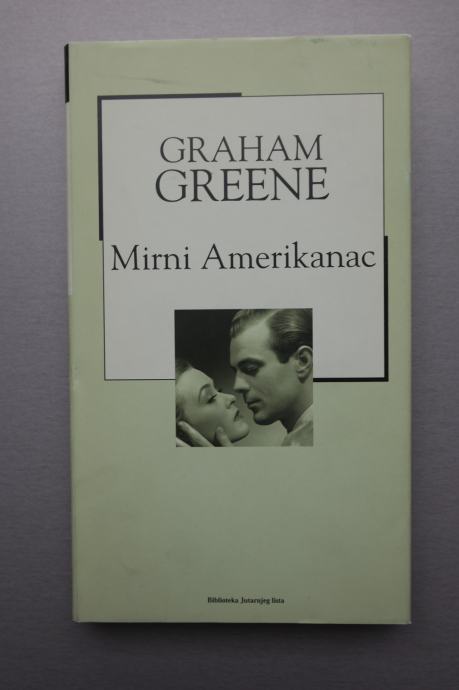 GRAHAM
GREENE
Mirni Amerikanac
Biblioteka Jutarnjeg lista